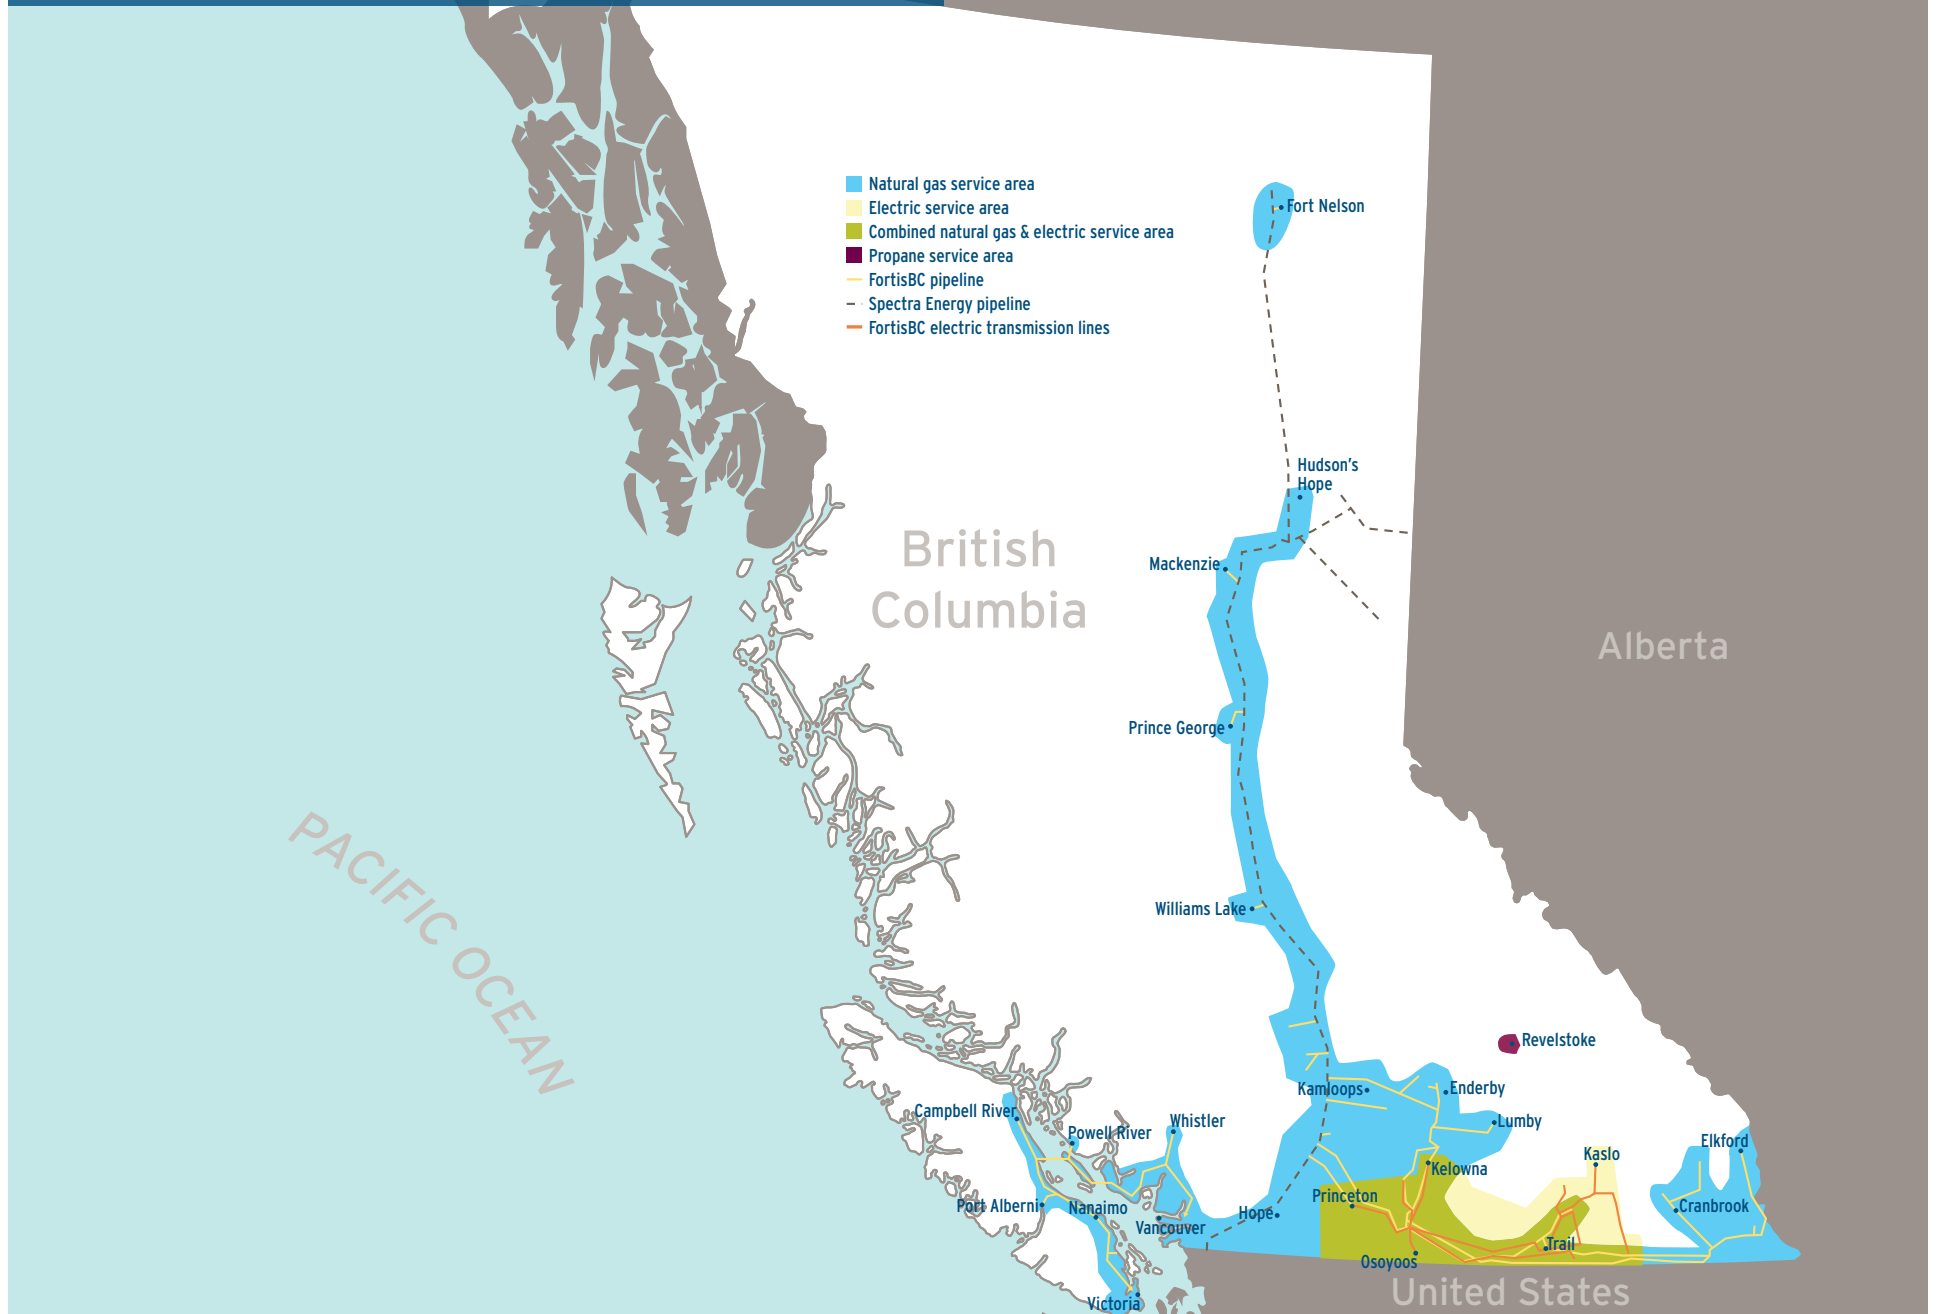 Natural gas service area
Electric service area
Combined natural gas & electric service area
Propane service area
FortisBC pipeline
Spectra Energy pipeline
FortisBC electric transmission lines
Fort Nelson
Hudson's
Hope
British
Columbia
Mackenzie
Alberta
Prince George
PACIFIC OCEAN
Williams Lake
Revelstoke
Kamloops
Enderby
Campbell River
Whistler
Lumby
Powell River
Elkford
Kaslo
Kelowna
Princeton
Port Alberni
Nanaimo
Cranbrook
Hope
Vancouver
Trail
Osoyoos
United States
Victoria